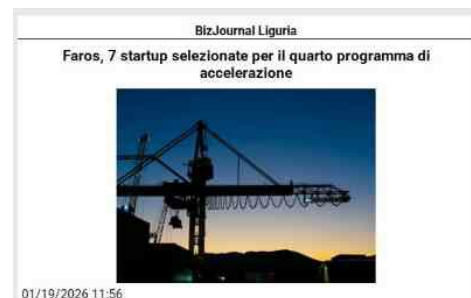 BizJournal Liguria
Faros, 7 startup selezionate per il quarto programma di
accelerazione
01/19/2026 11:56